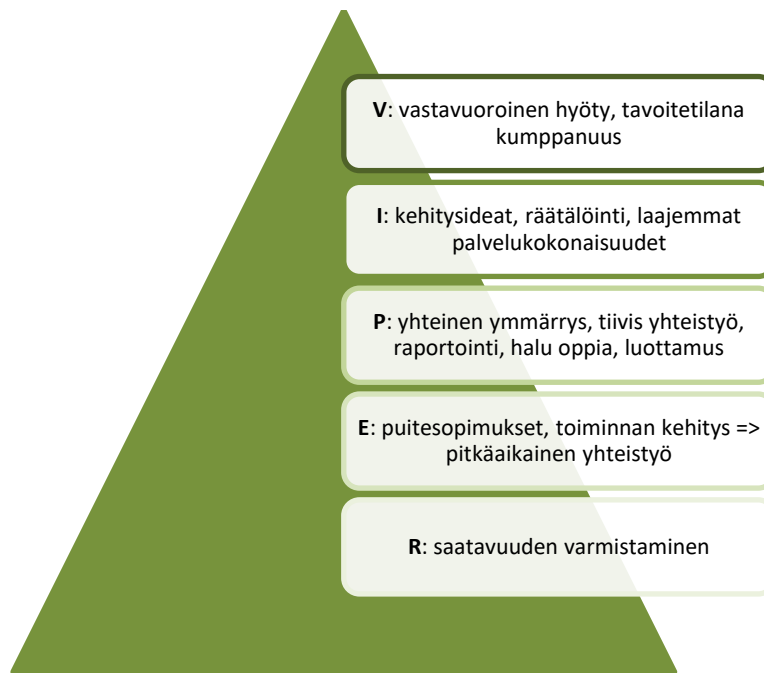 V: vastavuoroinen hyöty, tavoitetilana
kumppanuus
I: kehitysideat, räätälöinti, laajemmat
palvelukokonaisuudet
P: yhteinen ymmärrys, tiivis yhteistyö,
raportointi, halu oppia, luottamus
E: puitesopimukset, toiminnan kehitys =>
pitkäaikainen yhteistyö
R: saatavuuden varmistaminen